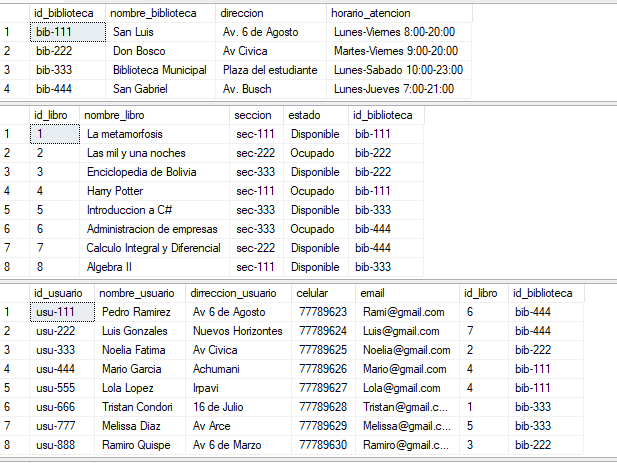 id_biblioteca nombre_biblioteca direccion horario_atencion
1 bib-111 San Luis Av. 6 de Agosto Lunes-Viernes 8:00-20:00
2 bib-222 Don Bosco Av Civica Martes-Viernes 9:00-20:00
3 bib-333 Biblioteca Municipal Plaza del estudiante Lunes-Sabado 10:00-23:00
4 bib-444 San Gabriel Av. Busch Lunes-Jueves 7:00-21:00
id_libro nombre_libro seccion estado id_biblioteca
1 1 La metamorfosis sec-111 Disponible bib-111
2 2 Las mil y una noches sec-222 Ocupado bib-222
3 3 Enciclopedia de Bolivia sec-333 Disponible bib-222
4 4 Harry Potter sec-111 Ocupado bib-111
5 5 Introduccion a C# sec-333 Disponible bib-333
6 6 Administracion de empresas sec-333 Ocupado bib-444
7 7 Calculo Integral y Diferencial sec-222 Disponible bib-444
8 8 Algebra II sec-111 Disponible bib-333
id_usuario nombre_usuario dirreccion_usuario celular email id_libro id_biblioteca
1 usu-111 Pedro Ramirez Av 6 de Agosto 77789623 Rami@gmail.com 6 bib-444
2 usu-222 Luis Gonzales Nuevos Horizontes 77789624 Luis@gmail.com 7 bib-444
3 usu-333 Noelia Fatima Av Civica 77789625 Noelia@gmail.com 2 bib-222
4 usu-444 Mario Garcia Achumani 77789626 Mario@gmail.com 4 bib-111
5 usu-555 Lola Lopez Irpavi 77789627 Lola@gmail.com 4 bib-111
6 usu-666 Tristan Condori 16 de Julio 77789628 Tristan@gmail.c... 1 bib-333
7 usu-777 Melissa Diaz Av Arce 77789629 Melissa@gmail.c... 5 bib-333
8 usu-888 Ramiro Quispe Av 6 de Marzo 77789630 Ramiro@gmail.c... 3 bib-222